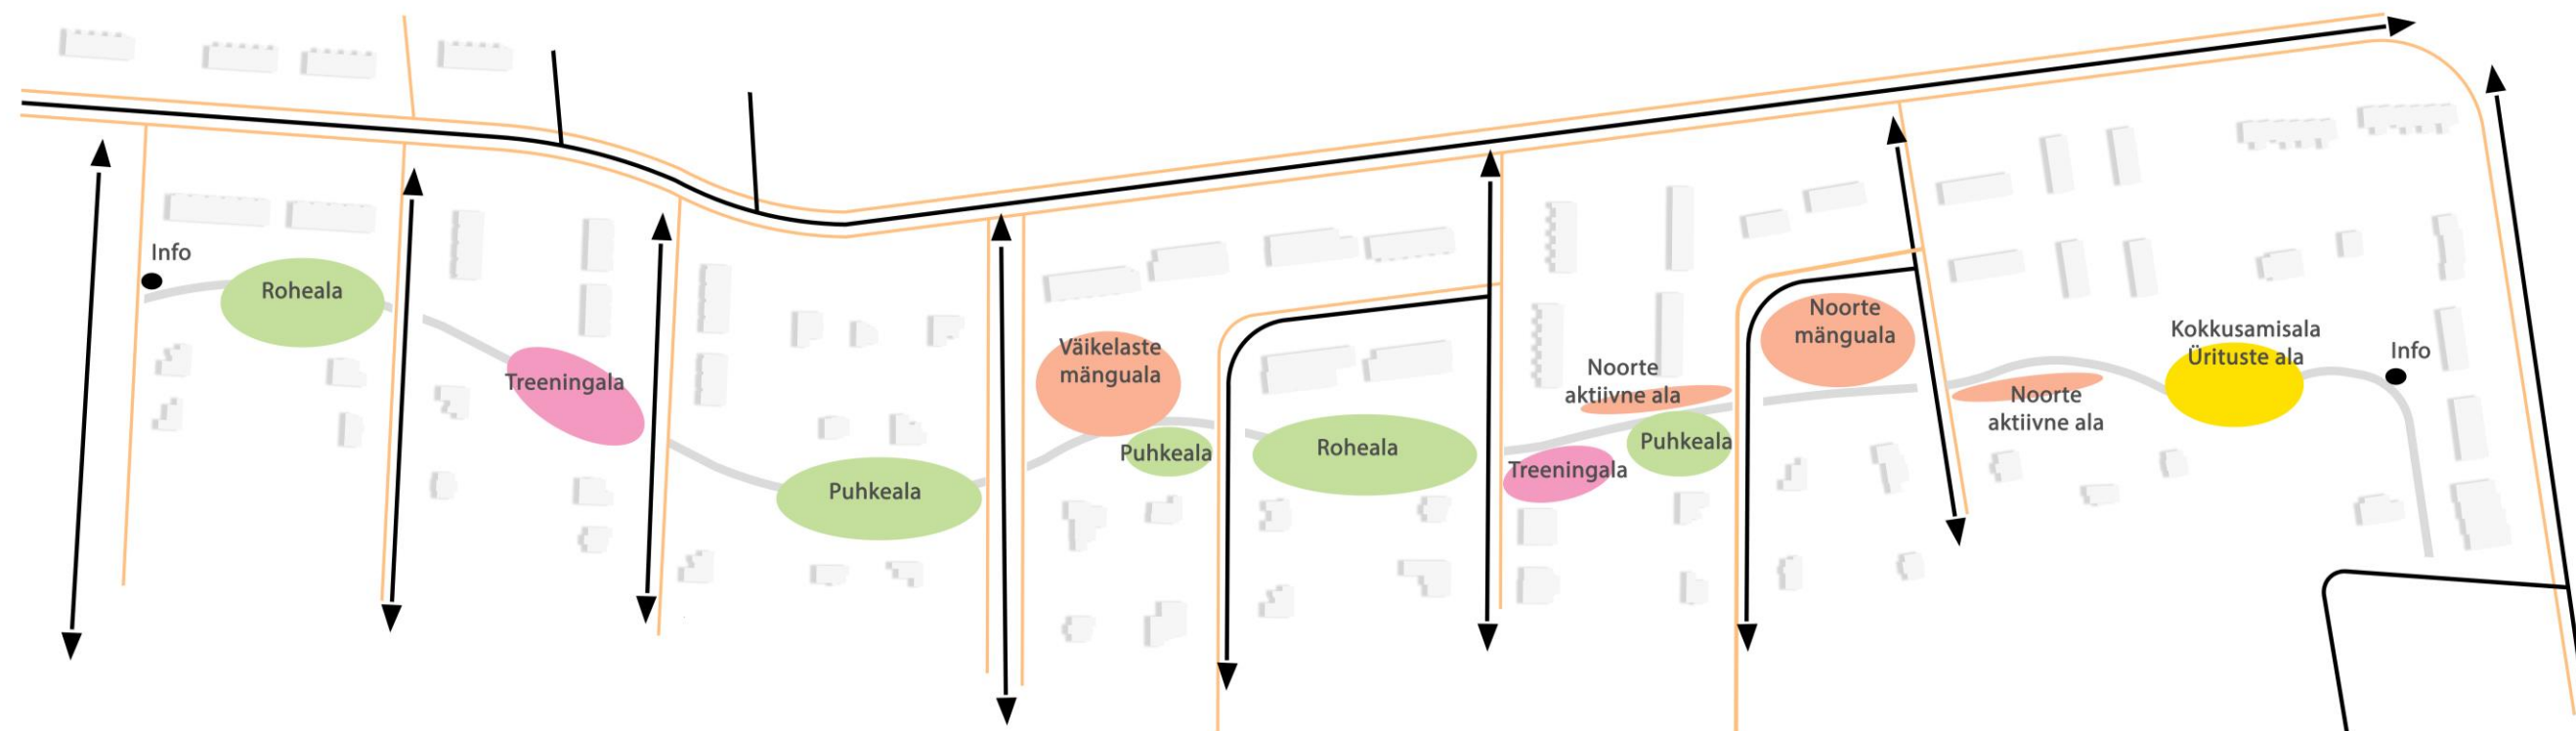 Info
Roheala
Treeningala
Puhkeala
Väikelaste
mänguala
Puhkeala
Roheala
Treeningala
Noorte
aktiivne ala
Puhkeala
Noorte
mänguala
Noorte
aktiivne ala
Kokkusamisala
Ürituste ala
Info